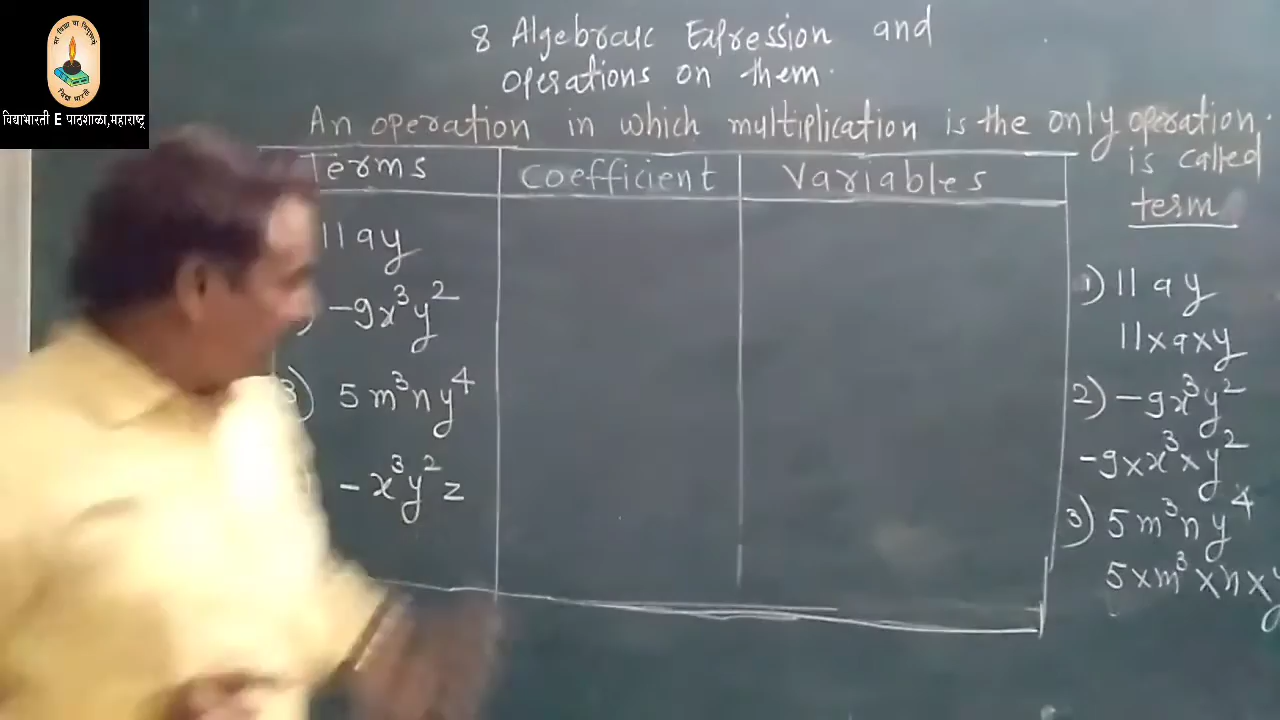 विद्याभारती E पाठशाळा,महाराष्ट्र
8 Algebraic Expression and
operations on them.
An operation in which multiplication is the only operation.
is called
term
Terms
Coefficient
Variables
11ay
-9x³y²
3) 5m³ny⁴
-x³y²z
1) 11ay
11×a×y
2) -9x³y²
-9×x³×y²
3) 5m³ny⁴
5×m³×n×y